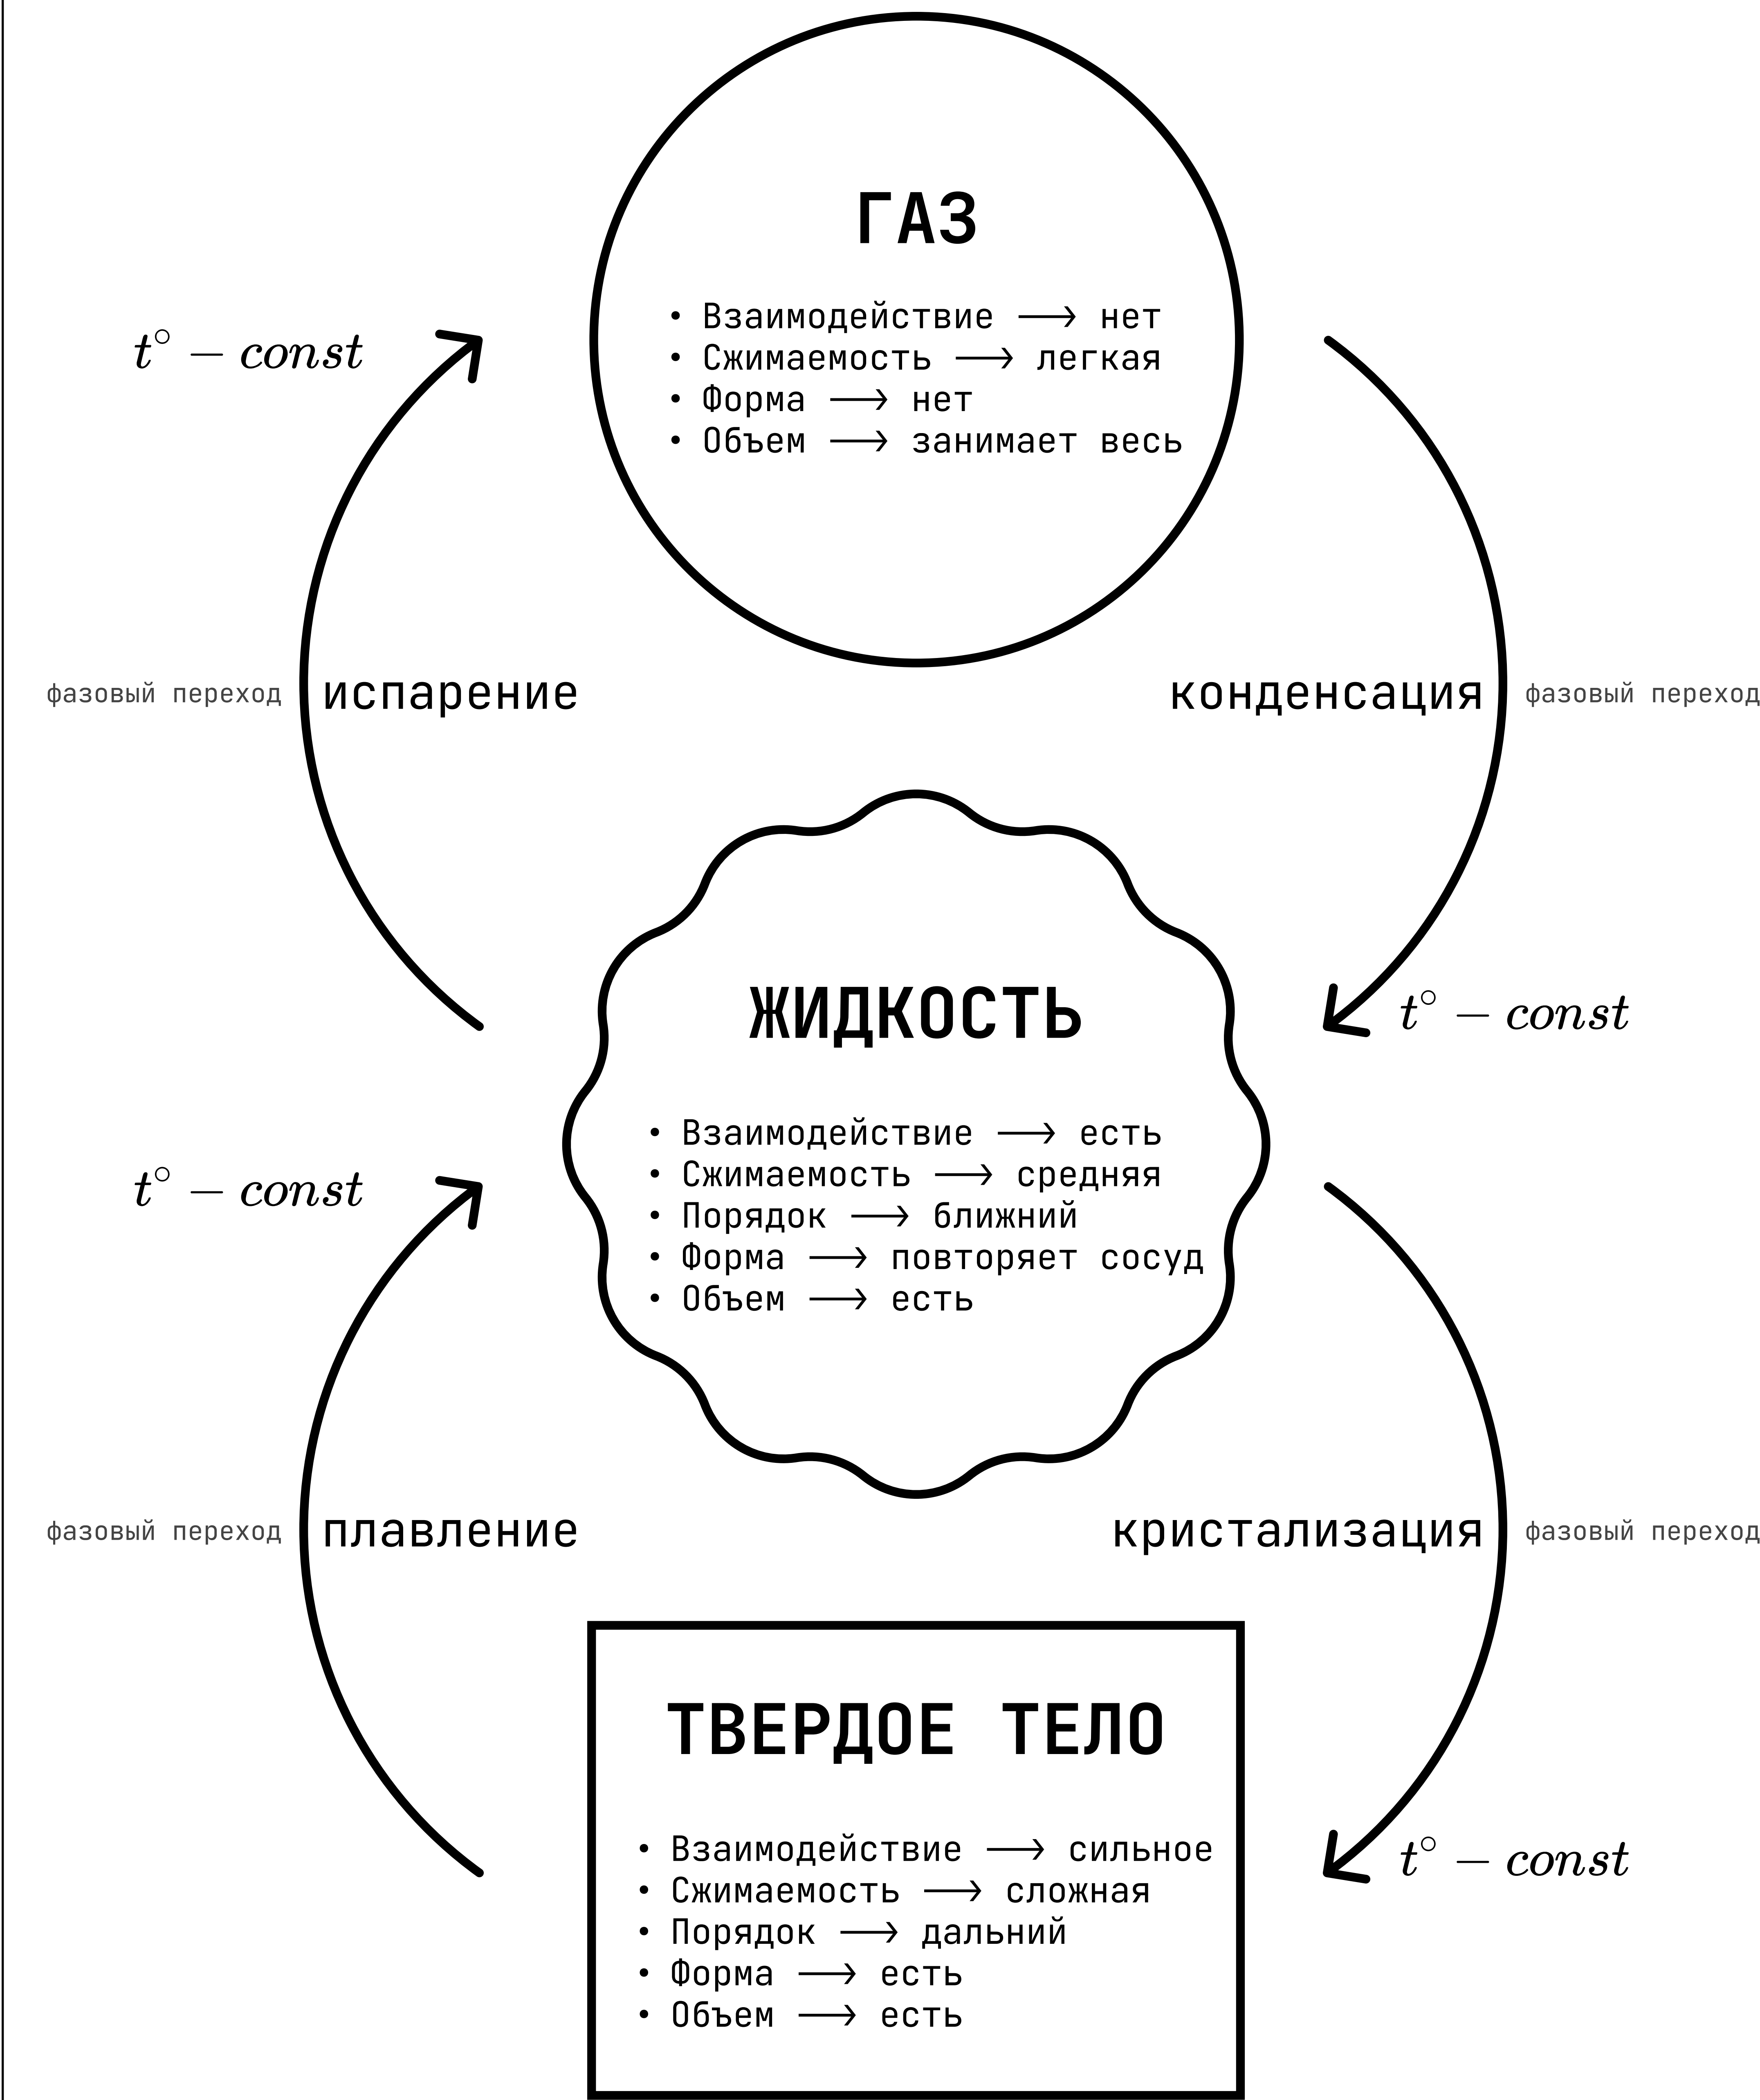 ГАЗ
• Взаимодействие ⟶ нет
• Сжимаемость ⟶ легкая
• Форма ⟶ нет
• Объем ⟶ занимает весь
t° − const
фазовый переход
испарение
конденсация
фазовый переход
ЖИДКОСТЬ
t° − const
• Взаимодействие ⟶ есть
• Сжимаемость ⟶ средняя
• Порядок ⟶ ближний
• Форма ⟶ повторяет сосуд
• Объем ⟶ есть
t° − const
фазовый переход
плавление
кристализация
фазовый переход
ТВЕРДОЕ ТЕЛО
• Взаимодействие ⟶ сильное
• Сжимаемость ⟶ сложная
• Порядок ⟶ дальний
• Форма ⟶ есть
• Объем ⟶ есть
t° − const